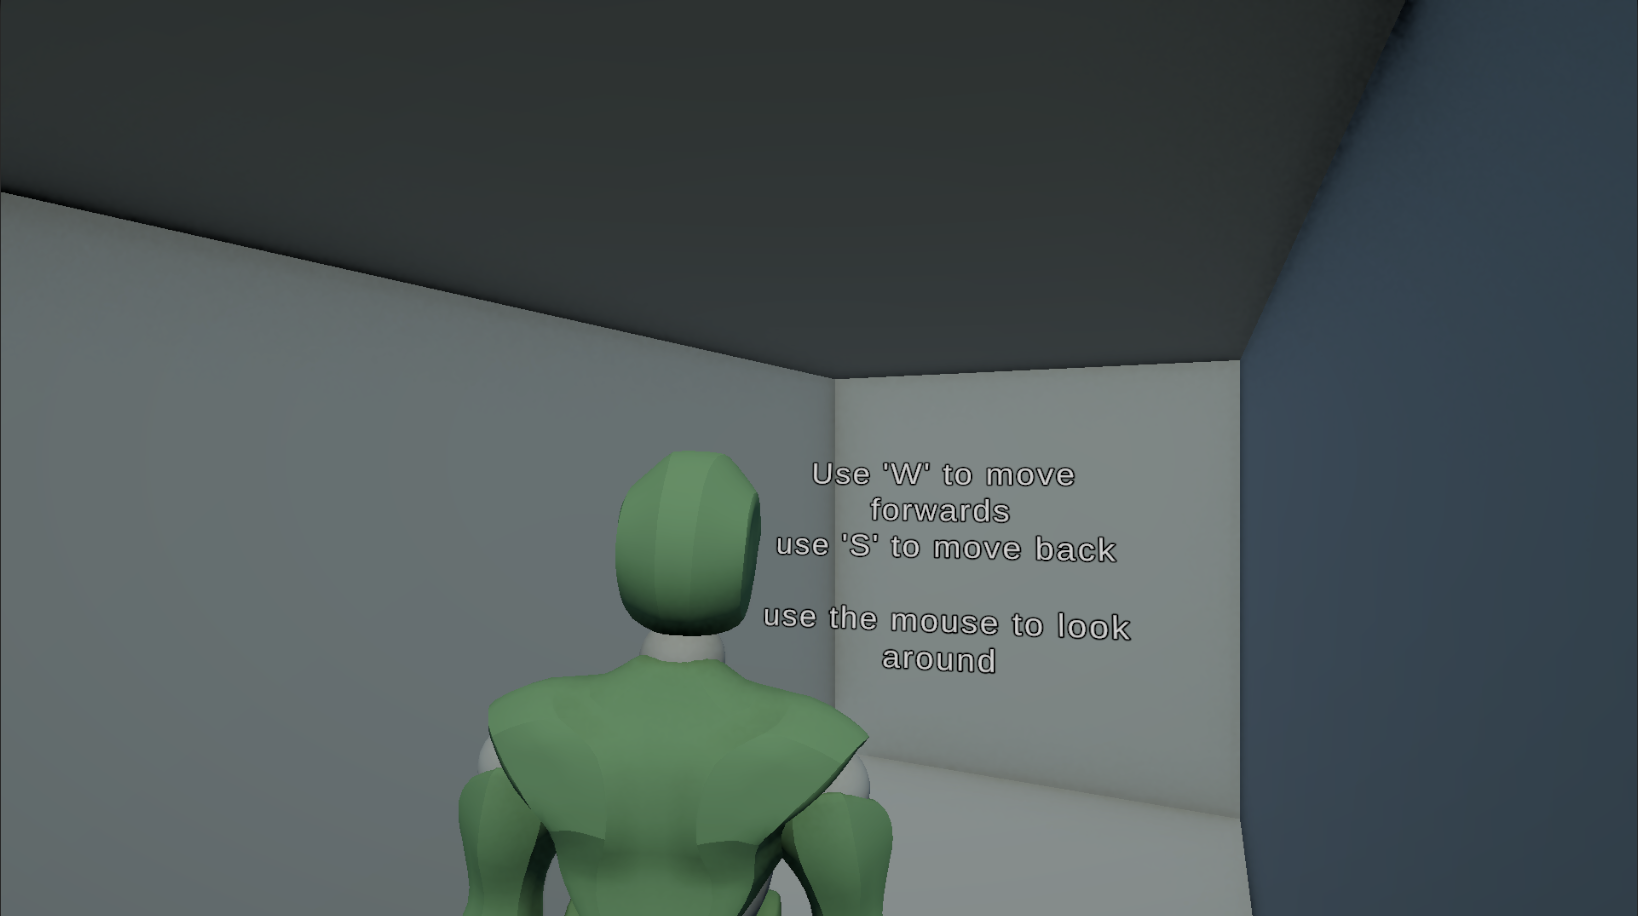 Use 'W' to move
forwards
use 'S' to move back
use the mouse to look
around